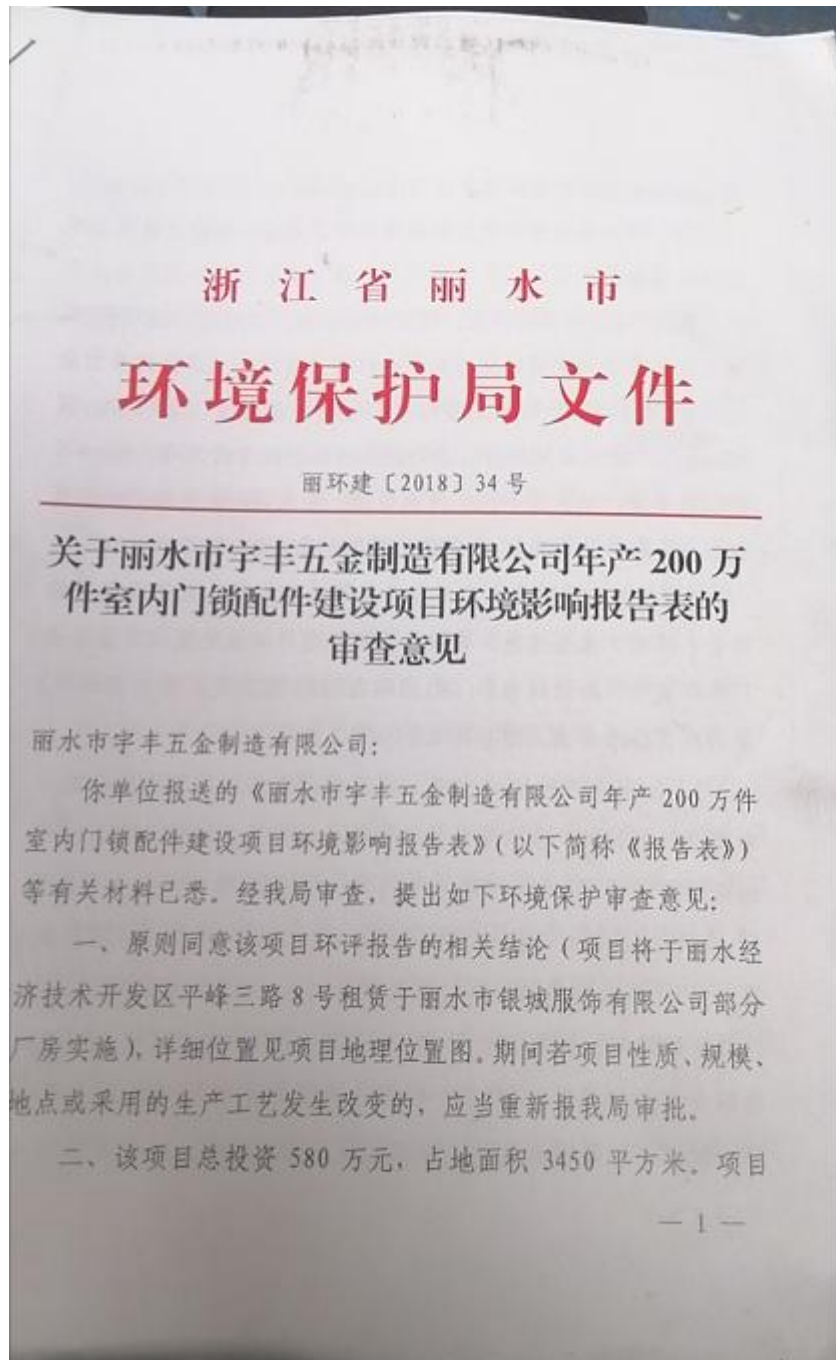 浙江省丽水市
环境保护局文件
丽环建〔2018〕34号
关于丽水市宇丰五金制造有限公司年产200万
件室内门锁配件建设项目环境影响报告表的
审查意见
丽水市宇丰五金制造有限公司:
你单位报送的《丽水市宇丰五金制造有限公司年产200万件
室内门锁配件建设项目环境影响报告表》(以下简称《报告表》)
等有关材料已悉。经我局审查，提出如下环境保护审查意见:
一、原则同意该项目环评报告的相关结论(项目将于丽水经
济技术开发区平峰三路8号租赁于丽水市银城服饰有限公司部分
厂房实施),详细位置见项目地理位置图。期间若项目性质、规模、
地点或采用的生产工艺发生改变的，应当重新报我局审批。
二、该项目总投资580万元，占地面积3450平方米。项目
— 1 —